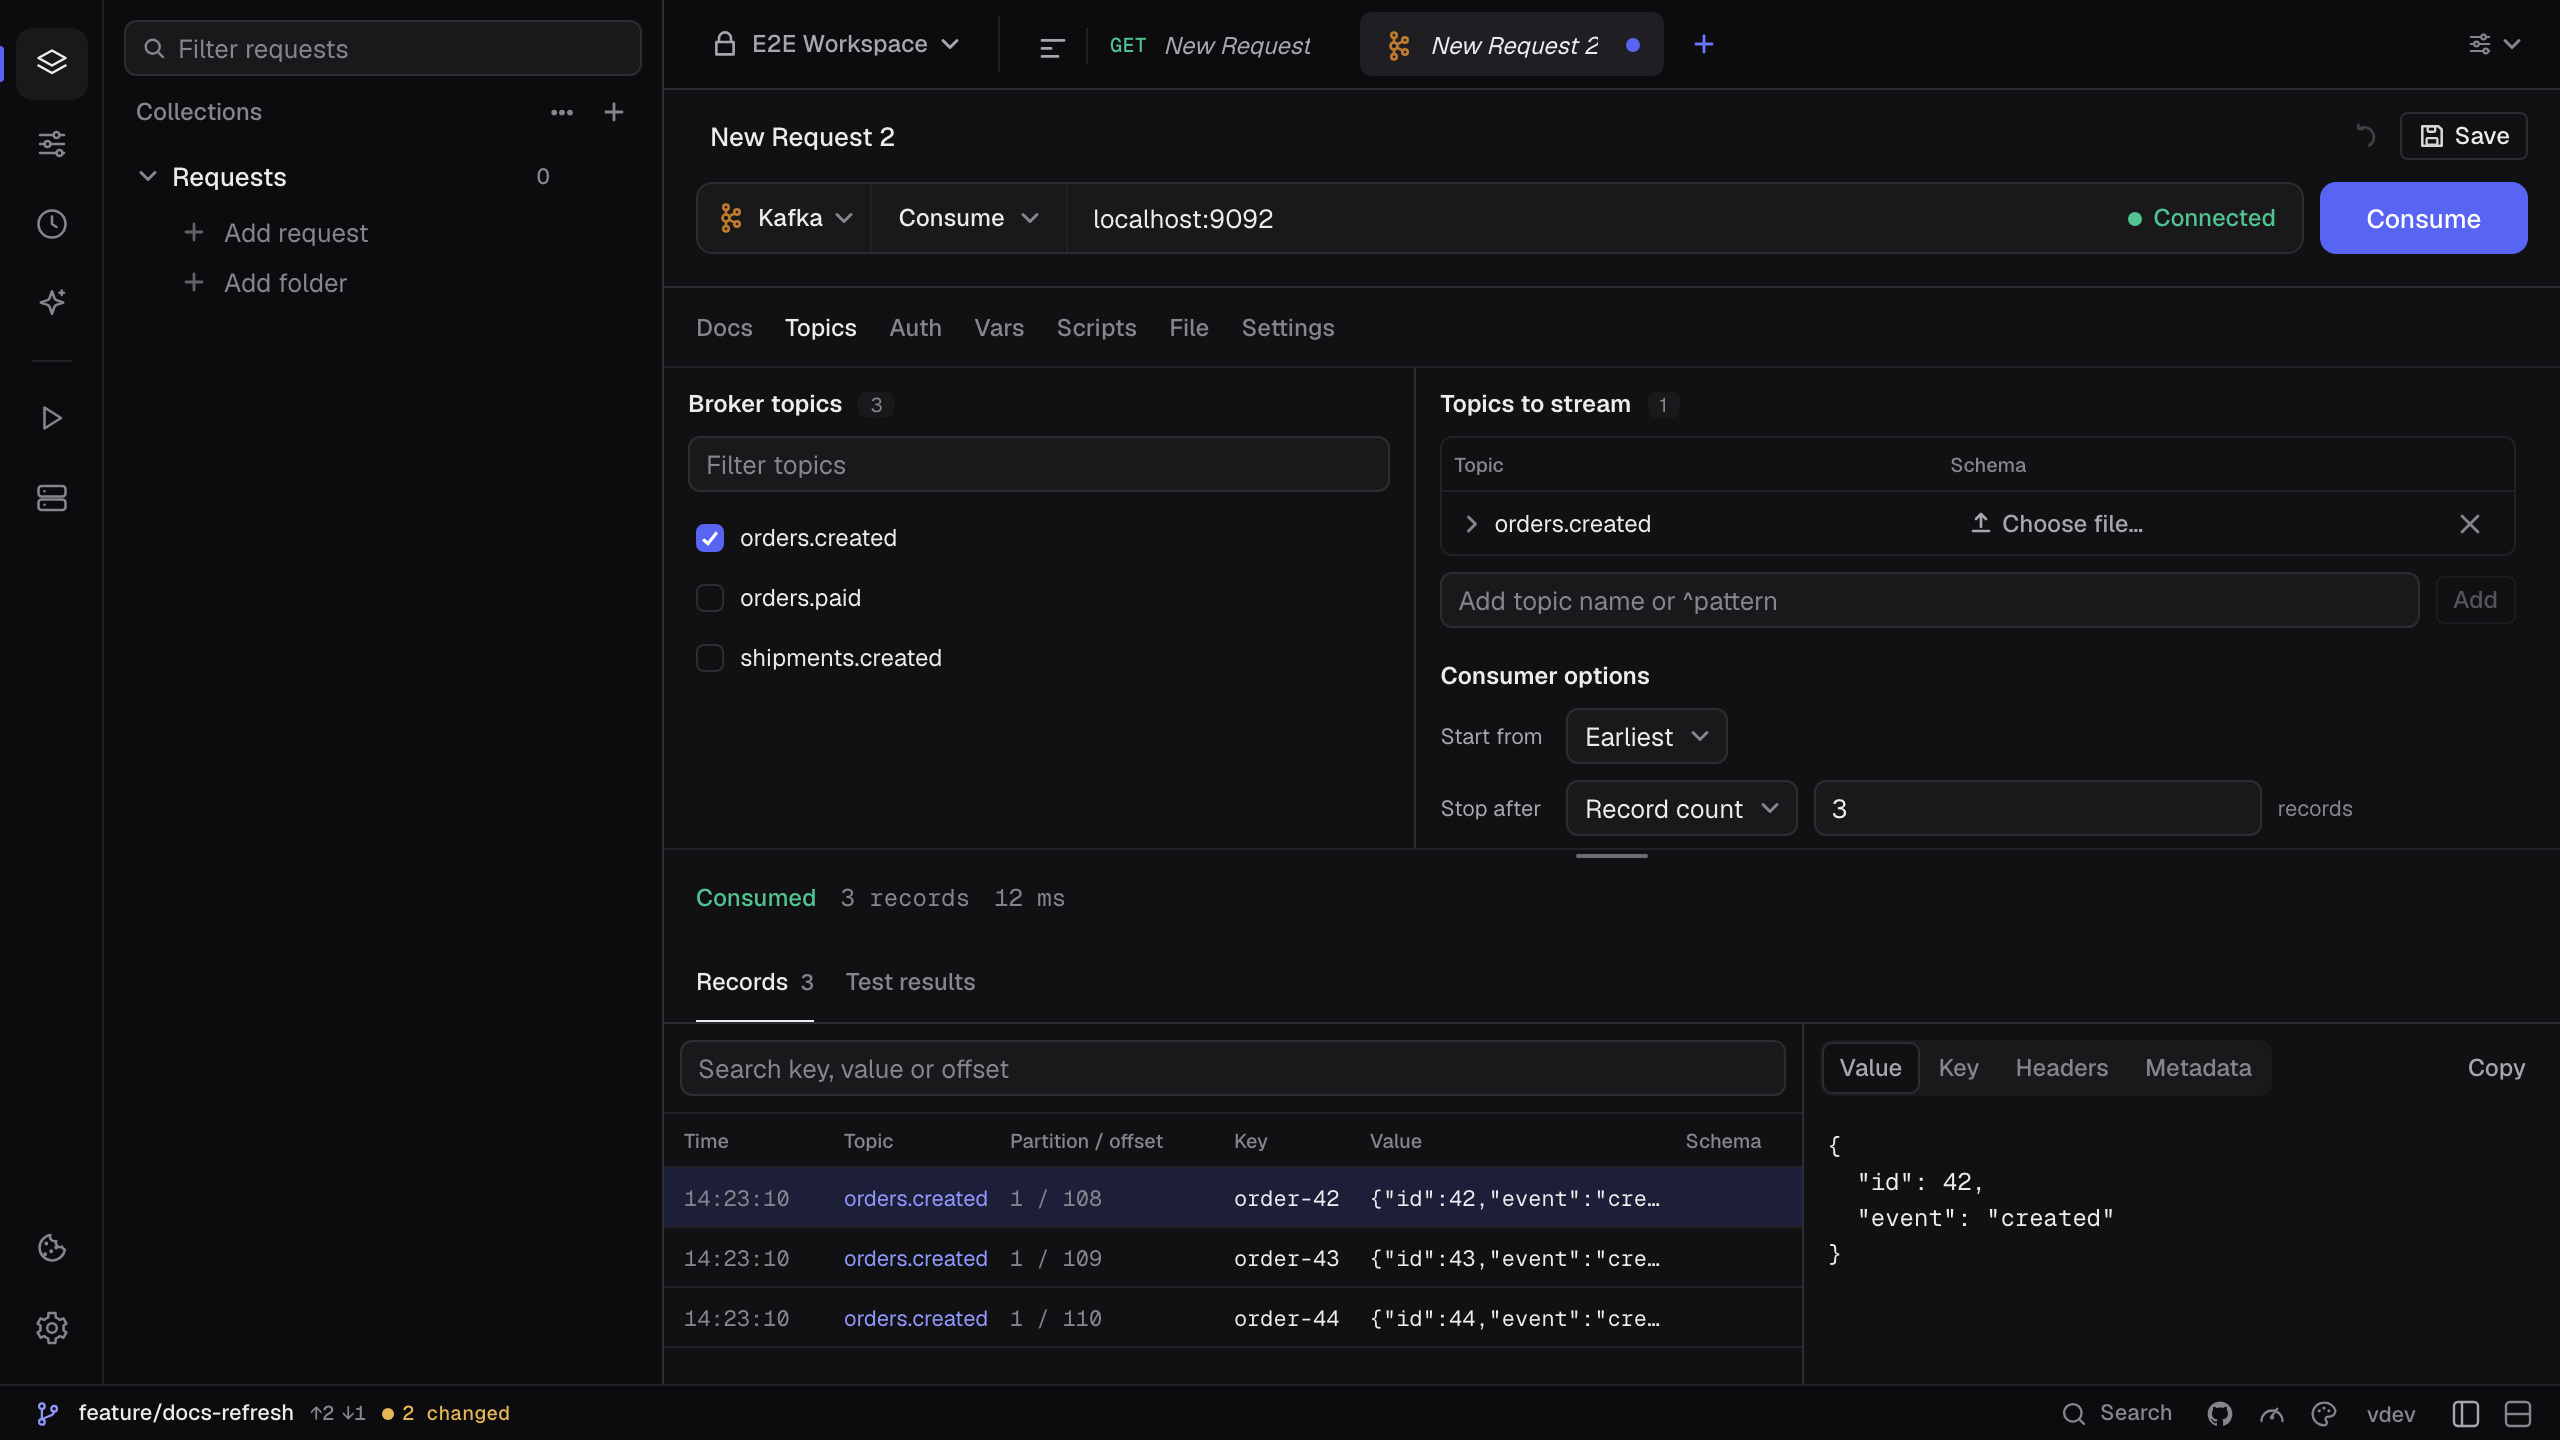 Filter requests
Collections
Requests 0
Add request
Add folder
E2E Workspace
GET New Request
New Request 2
New Request 2
Save
Kafka
Consume
localhost:9092
Connected
Consume
Docs Topics Auth Vars Scripts File Settings
Broker topics 3
Filter topics
orders.created
orders.paid
shipments.created
Topics to stream 1
Topic Schema
orders.created Choose file...
Add topic name or ^pattern Add
Consumer options
Start from Earliest
Stop after Record count 3 records
Consumed 3 records 12 ms
Records 3 Test results
Search key, value or offset
Time Topic Partition / offset Key Value Schema
14:23:10 orders.created 1 / 108 order-42 {"id":42,"event":"cre…
14:23:10 orders.created 1 / 109 order-43 {"id":43,"event":"cre…
14:23:10 orders.created 1 / 110 order-44 {"id":44,"event":"cre…
Value Key Headers Metadata Copy
{
"id": 42,
"event": "created"
}
feature/docs-refresh ↑2 ↓1 2 changed
Search vdev